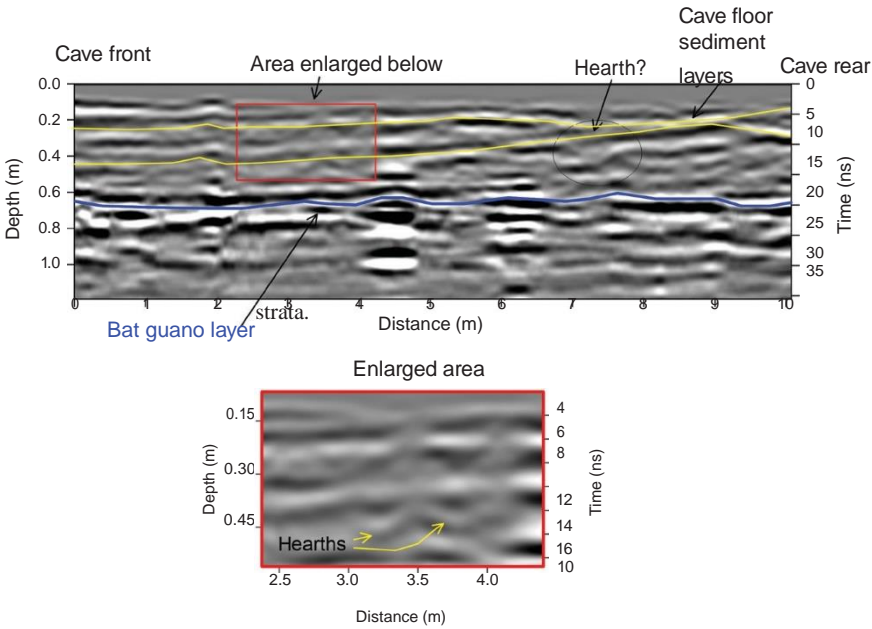 Cave front
Area enlarged below
Hearth?
Cave floor
sediment
layers
Cave rear
Depth (m)
0.0
0.2
0.4
0.6
0.8
1.0
0
5
10
15
20
25
30
35
Time (ns)
0 1 2 3 4 5 6 7 8 9 10
strata.
Distance (m)
Bat guano layer
Enlarged area
Depth (m)
0.15
0.30
0.45
4
6
8
12
14
16
10
Time (ns)
Hearths
2.5 3.0 3.5 4.0
Distance (m)